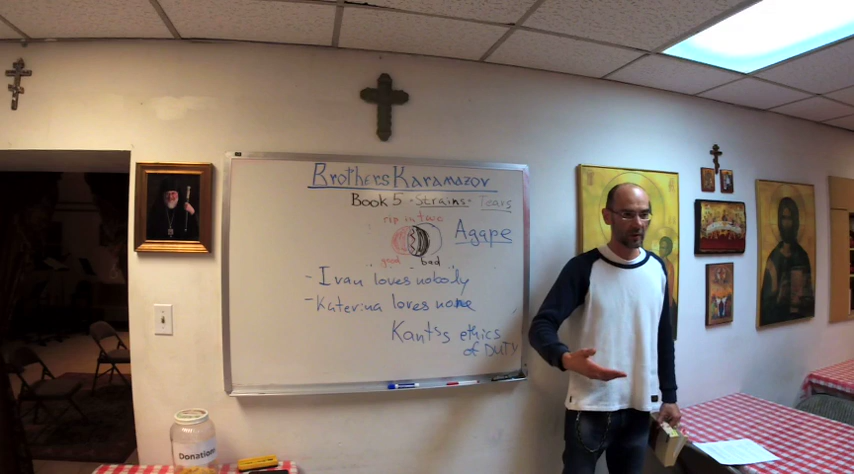 Brothers Karamazov
Book 5 · Strains · Tears
rip in two
Agape
good bad
- Ivan loves nobody
- Katerina loves none
Kant's ethics
of DUTY
Donations